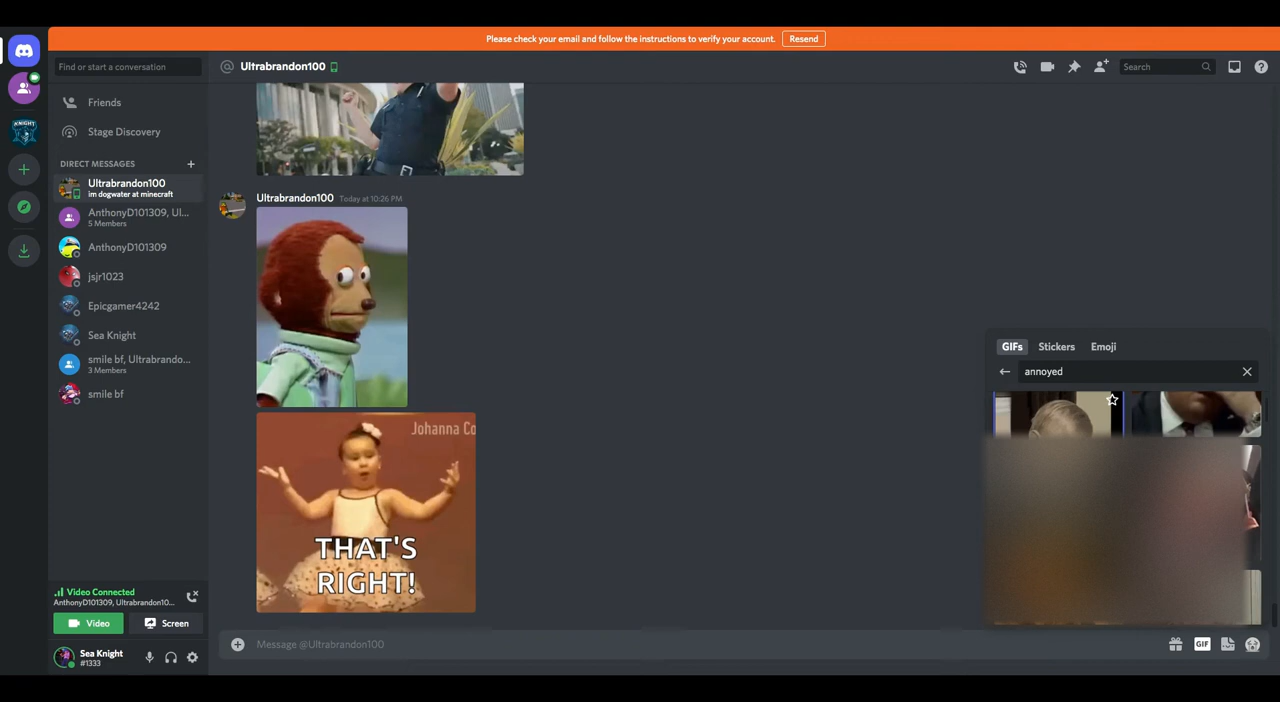 Please check your email and follow the instructions to verify your account. Resend
Find or start a conversation
Ultrabrandon100
Search
Friends
Stage Discovery
DIRECT MESSAGES
Ultrabrandon100
im dogwater at minecraft
AnthonyD101309, Ul...
5 Members
AnthonyD101309
jsjr1023
Epicgamer4242
Sea Knight
smile bf, Ultrabrando...
3 Members
smile bf
Video Connected
AnthonyD101309, Ultrabrandon10...
Video
Screen
Sea Knight
#1333
Ultrabrandon100 Today at 10:26 PM
Johanna Co
THAT'S
RIGHT!
Message @Ultrabrandon100
GIF
GIFs
Stickers
Emoji
annoyed
KNIGHT